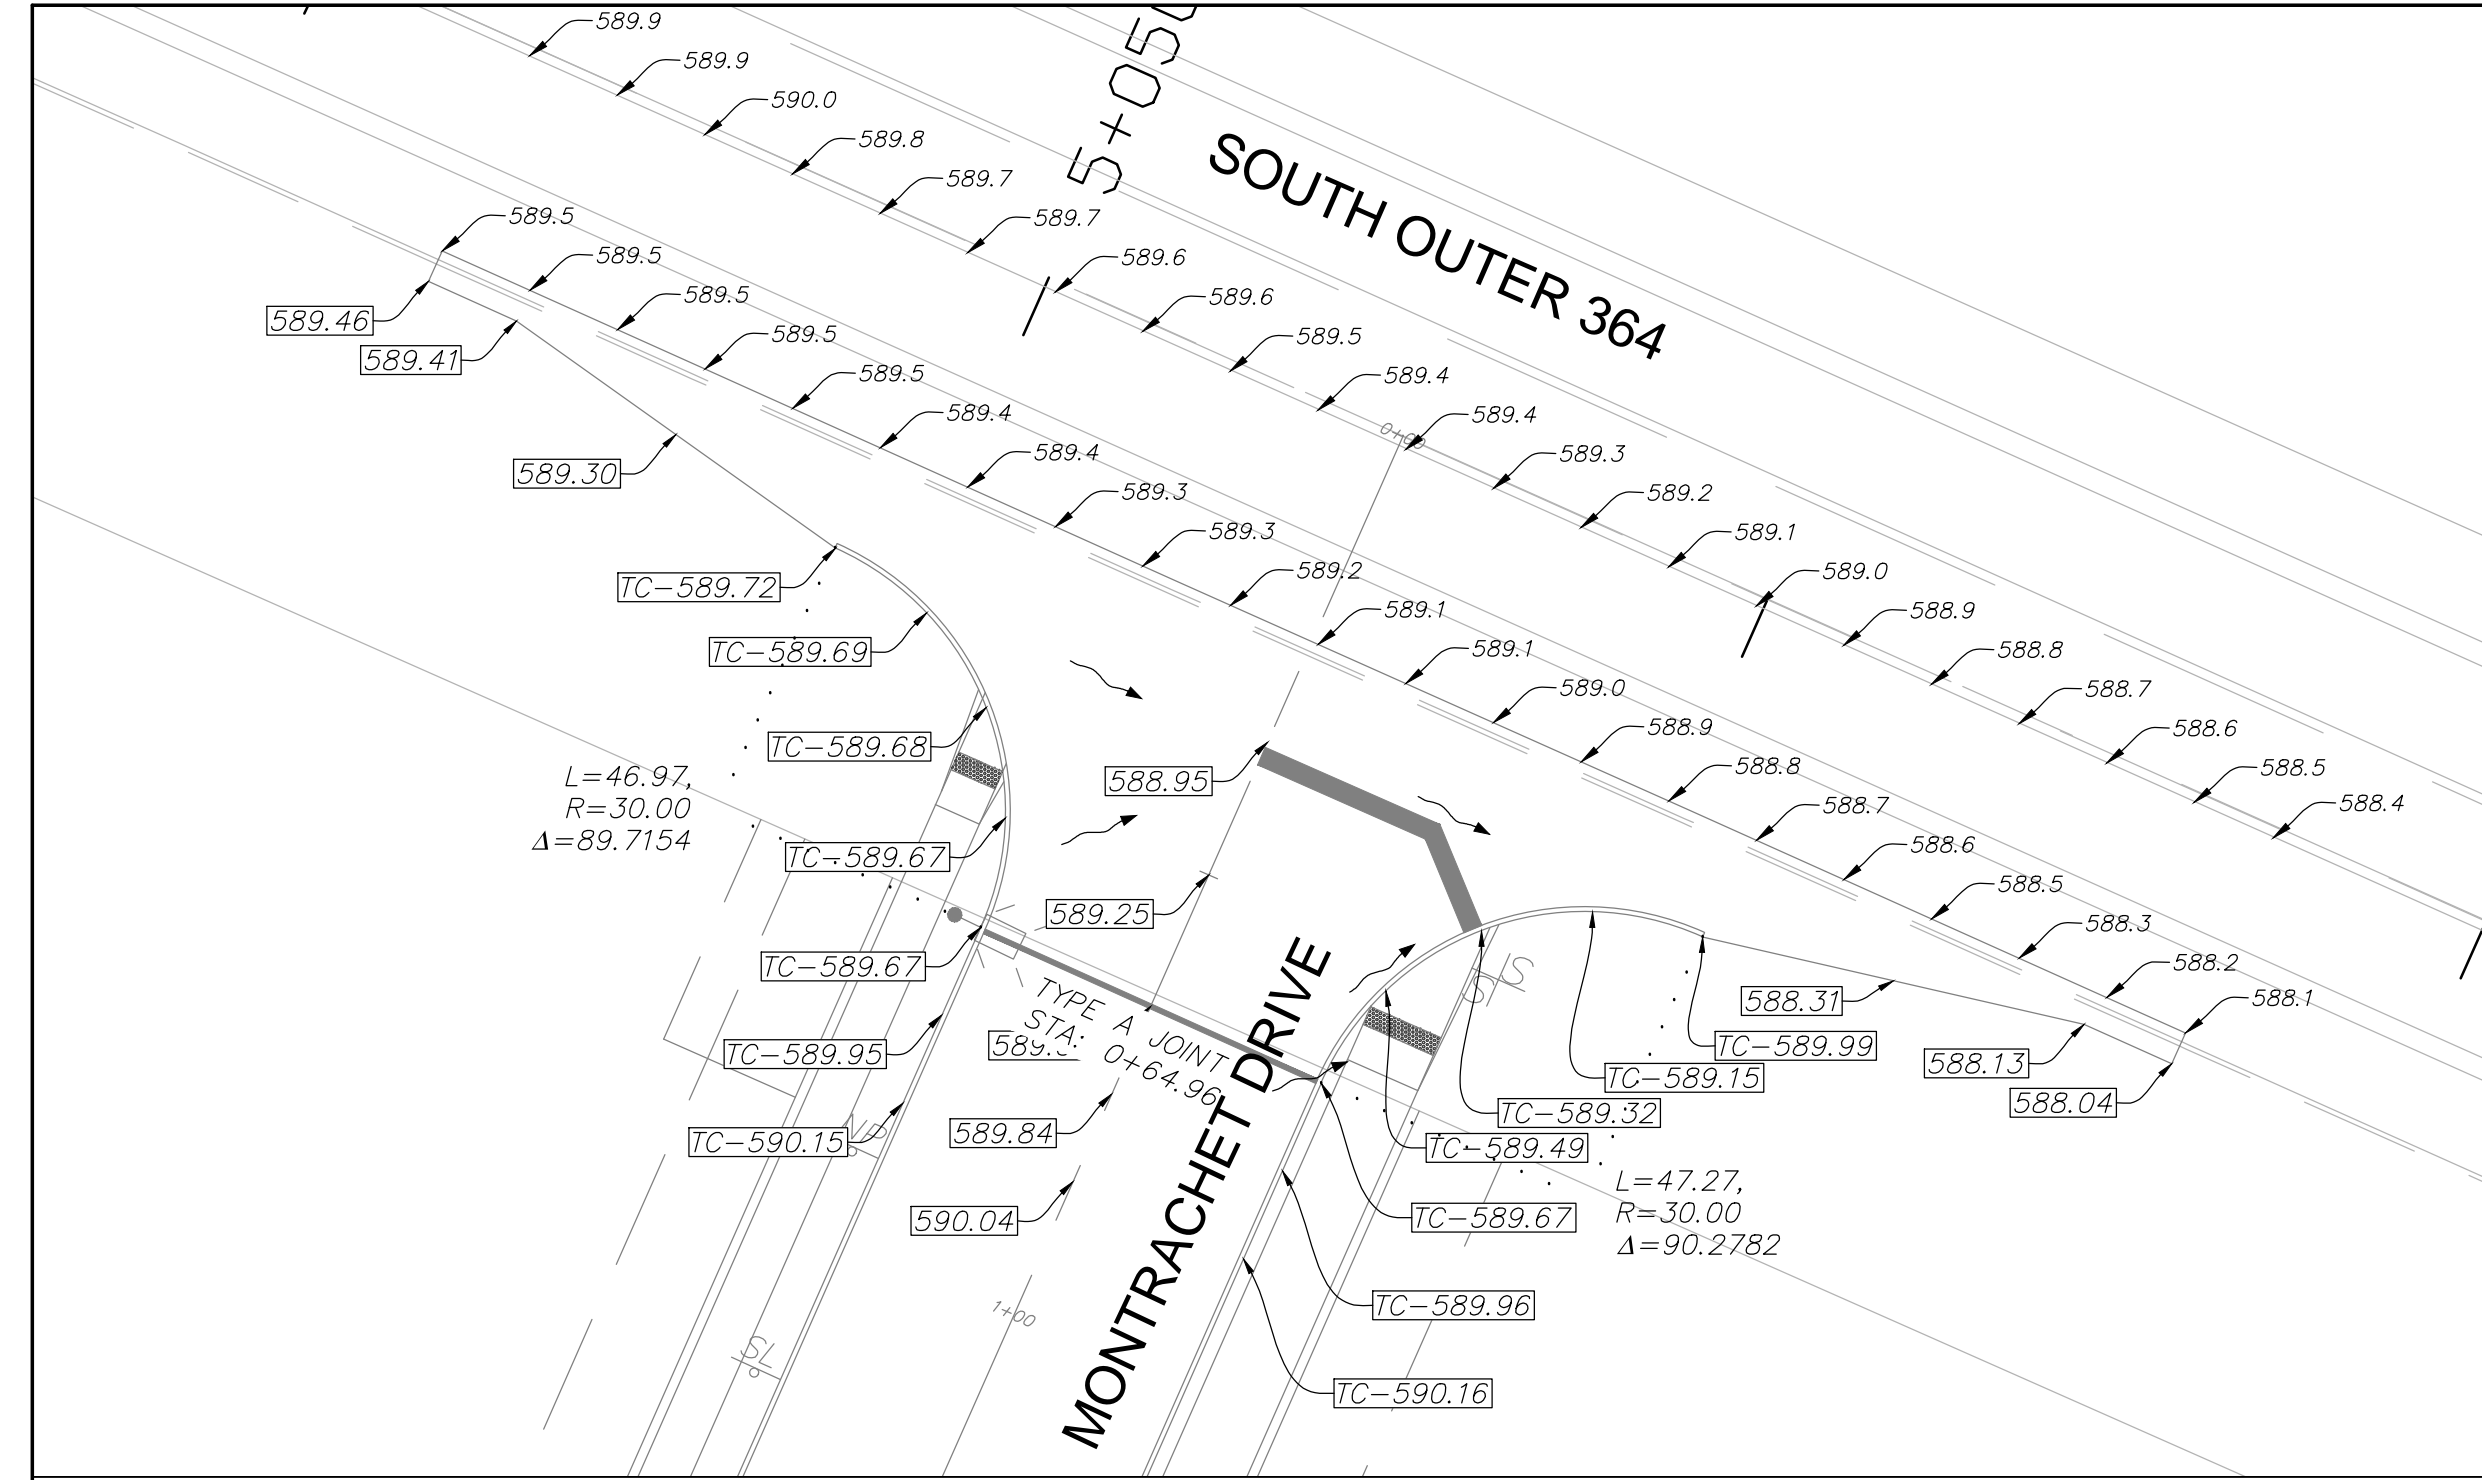 589.9
589.9
590.0
589.8
589.7
589.7
589.6
589.6
589.5
589.4
589.4
589.3
589.2
589.1
589.0
588.9
588.8
588.7
588.6
588.5
588.4
SOUTH OUTER 364
0+00
589.5
589.5
589.5
589.5
589.5
589.4
589.4
589.3
589.3
589.2
589.1
589.1
589.0
588.9
588.8
588.7
588.6
588.5
588.3
588.2
588.1
589.46
589.41
589.30
TC-589.72
TC-589.69
TC-589.68
L=46.97,
R=30.00
Δ=89.7154
TC-589.67
TC-589.67
TC-589.95
TC-590.15
588.95
589.25
TYPE A JOINT
STA: 0+64.96
589.84
590.04
1+00
SL
MONTRACHET DRIVE
S
S
588.31
TC-589.99
588.13
588.04
TC-589.15
TC-589.32
TC-589.49
TC-589.67
L=47.27,
R=30.00
Δ=90.2782
TC-589.96
TC-590.16